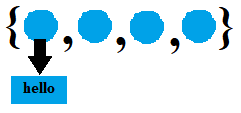 { , , , }
hello